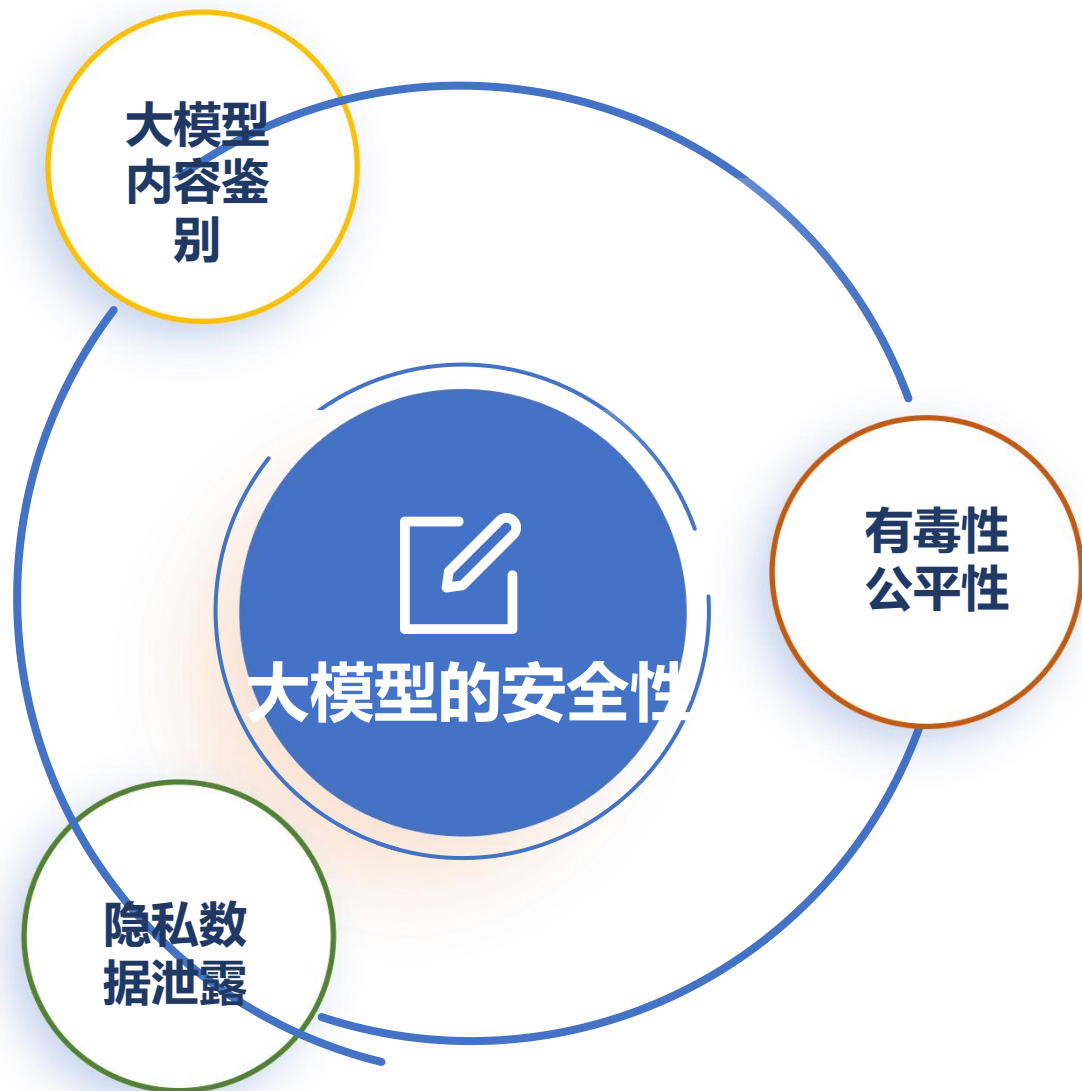 大模型
内容鉴
别
有毒性
公平性
大模型的安全性
隐私数
据泄露